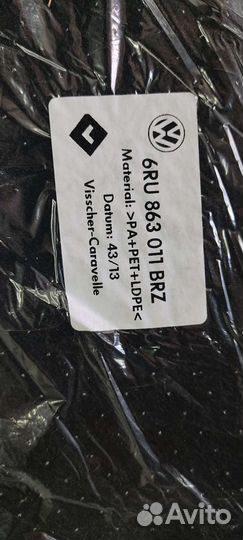 6RU 863 011 BRZ
Material: >PA+PET+LDPE<
Datum: 43/13
Visscher-Caravelle
Avito